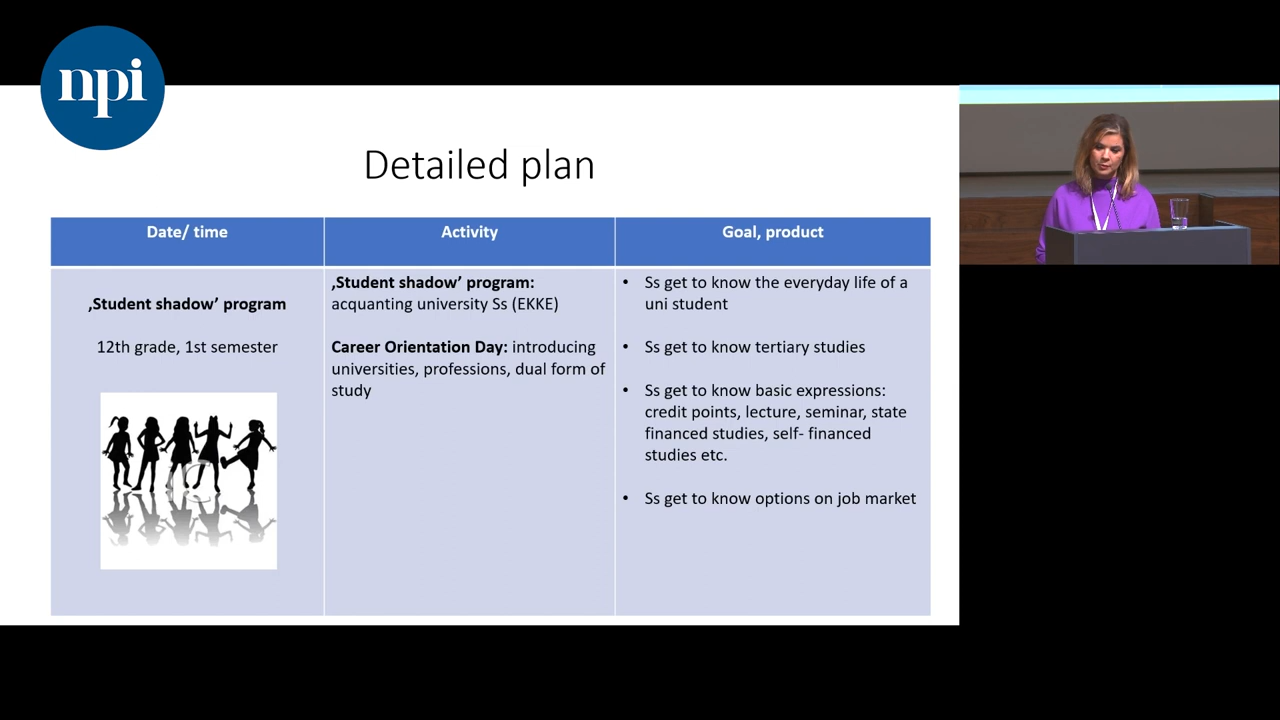 npi
Detailed plan
Date/ time
Activity
Goal, product
‚Student shadow’ program
12th grade, 1st semester
‚Student shadow’ program:
acquanting university Ss (EKKE)
Career Orientation Day: introducing
universities, professions, dual form of
study
• Ss get to know the everyday life of a
uni student
• Ss get to know tertiary studies
• Ss get to know basic expressions:
credit points, lecture, seminar, state
financed studies, self- financed
studies etc.
• Ss get to know options on job market